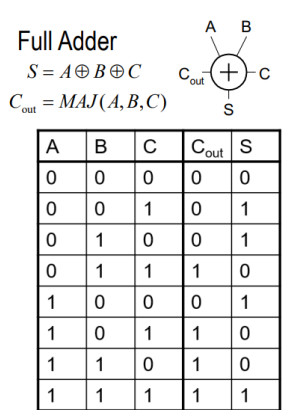 Full Adder
S = A ⊕ B ⊕ C
C_out = MAJ(A, B, C)
A B
C_out + C
S
A B C C_out S
0 0 0 0 0
0 0 1 0 1
0 1 0 0 1
0 1 1 1 0
1 0 0 0 1
1 0 1 1 0
1 1 0 1 0
1 1 1 1 1